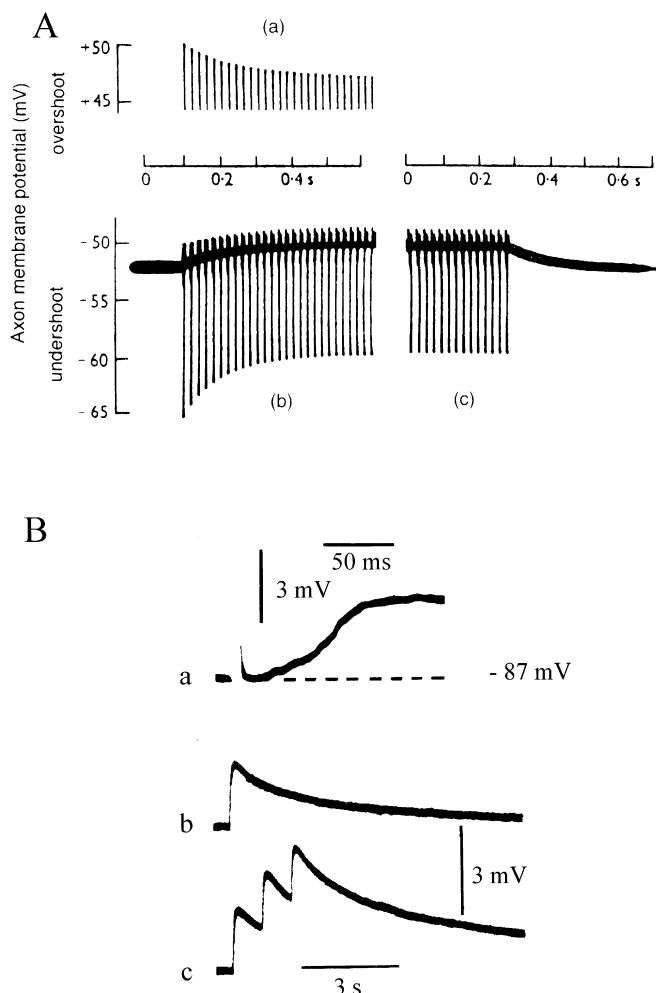 A
(a)
+50
+45
Axon membrane potential (mV)
overshoot
undershoot
0 0·2 0·4 s
0 0·2 0·4 0·6 s
- 50
- 55
- 60
- 65
(b)
(c)
B
50 ms
3 mV
a
- 87 mV
b
3 mV
c
3 s